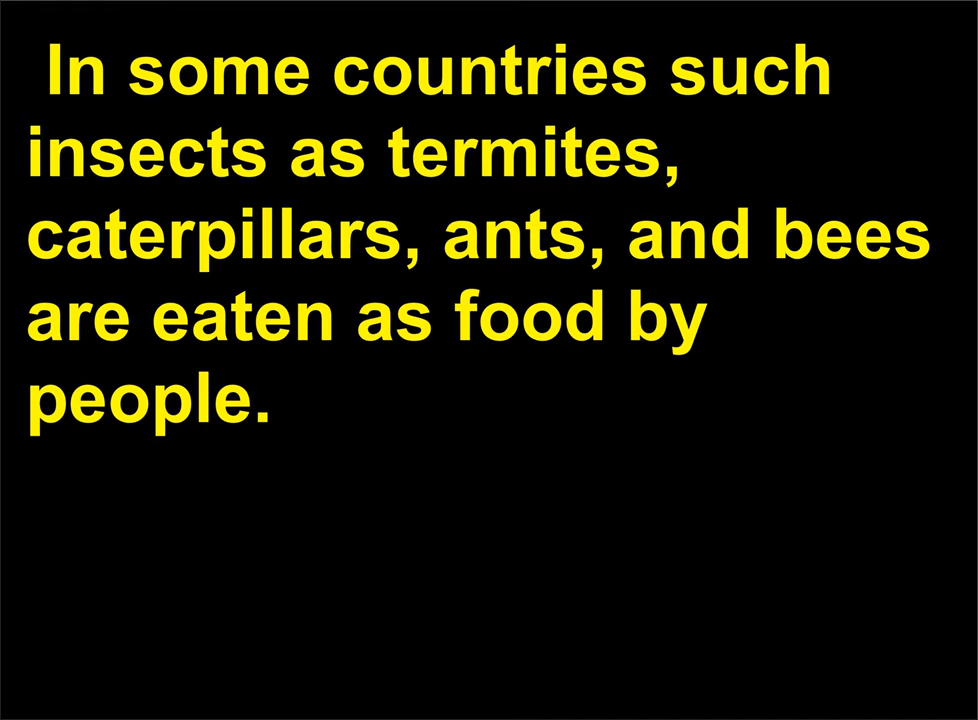 In some countries such
insects as termites,
caterpillars, ants, and bees
are eaten as food by
people.